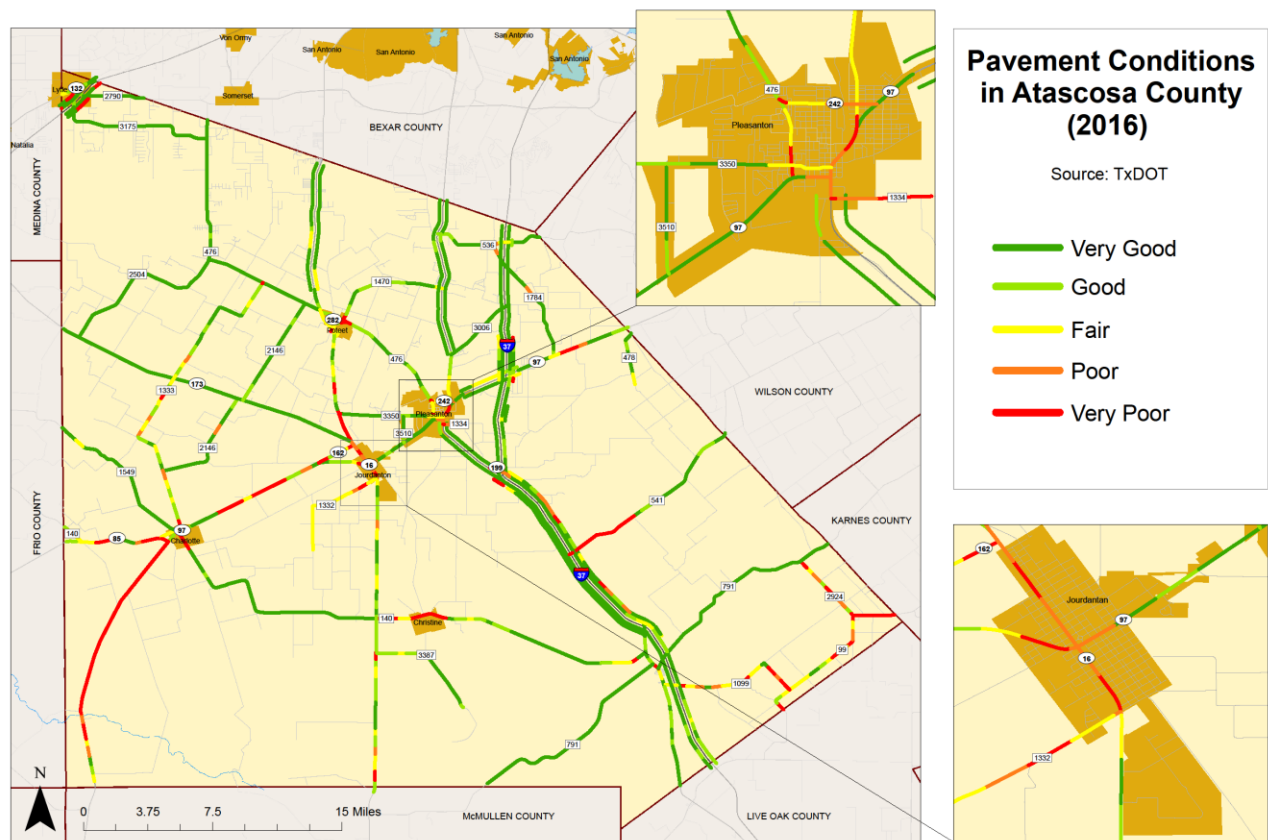 Pavement Conditions
in Atascosa County
(2016)
Source: TxDOT
Very Good
Good
Fair
Poor
Very Poor
Von Ormy
San Antonio
San Antonio
San Antonio
Lytle
132
2790
Somerset
3175
BEXAR COUNTY
Natalia
MEDINA COUNTY
476
536
2504
1470
1784
282
Poteet
3006
37
2146
476
97
478
173
1333
WILSON COUNTY
242
Pleasanton
3350
1334
3510
2146
162
16
199
Jourdanton
1549
1332
541
FRIO COUNTY
KARNES COUNTY
97
140
85
Charlotte
37
791
2924
140
Christine
3387
99
1099
791
N
0 3.75 7.5 15 Miles
McMULLEN COUNTY
LIVE OAK COUNTY
476
242
97
Pleasanton
3350
1334
3510
97
162
Jourdantan
97
16
1332